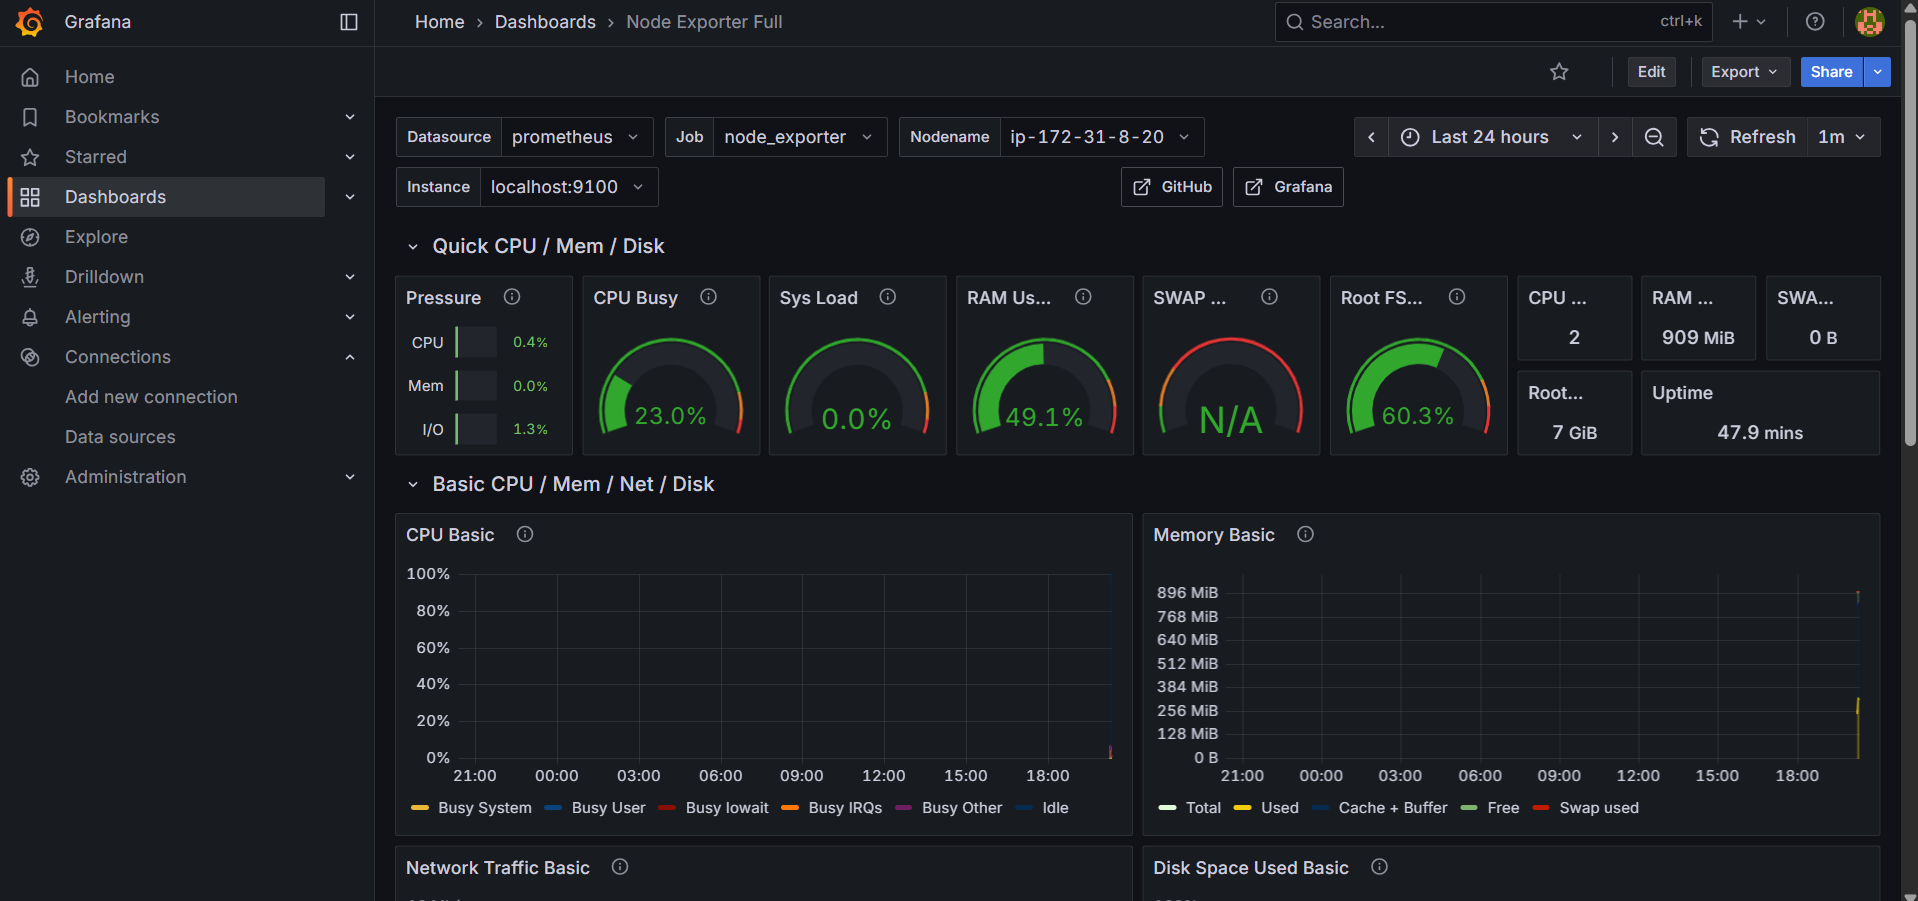 Grafana
Home › Dashboards › Node Exporter Full
Search... ctrl+k
Home
Bookmarks
Starred
Dashboards
Explore
Drilldown
Alerting
Connections
Add new connection
Data sources
Administration
Edit
Export
Share
Datasource prometheus
Job node_exporter
Nodename ip-172-31-8-20
Last 24 hours
Refresh 1m
Instance localhost:9100
GitHub
Grafana
Quick CPU / Mem / Disk
Pressure
CPU 0.4%
Mem 0.0%
I/O 1.3%
CPU Busy
23.0%
Sys Load
0.0%
RAM Us...
49.1%
SWAP ...
N/A
Root FS...
60.3%
CPU ...
2
RAM ...
909 MiB
SWA...
0 B
Root...
7 GiB
Uptime
47.9 mins
Basic CPU / Mem / Net / Disk
CPU Basic
100%
80%
60%
40%
20%
0%
21:00 00:00 03:00 06:00 09:00 12:00 15:00 18:00
Busy System Busy User Busy Iowait Busy IRQs Busy Other Idle
Memory Basic
896 MiB
768 MiB
640 MiB
512 MiB
384 MiB
256 MiB
128 MiB
0 B
21:00 00:00 03:00 06:00 09:00 12:00 15:00 18:00
Total Used Cache + Buffer Free Swap used
Network Traffic Basic
Disk Space Used Basic